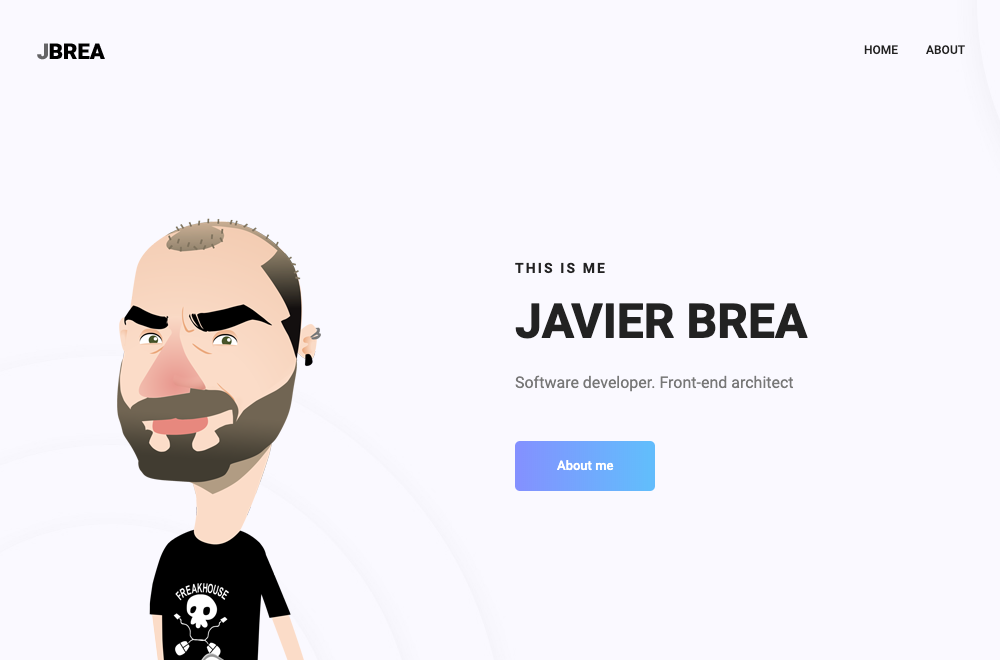 JBREA
HOME ABOUT
THIS IS ME
JAVIER BREA
Software developer. Front-end architect
About me
FREAKHOUSE